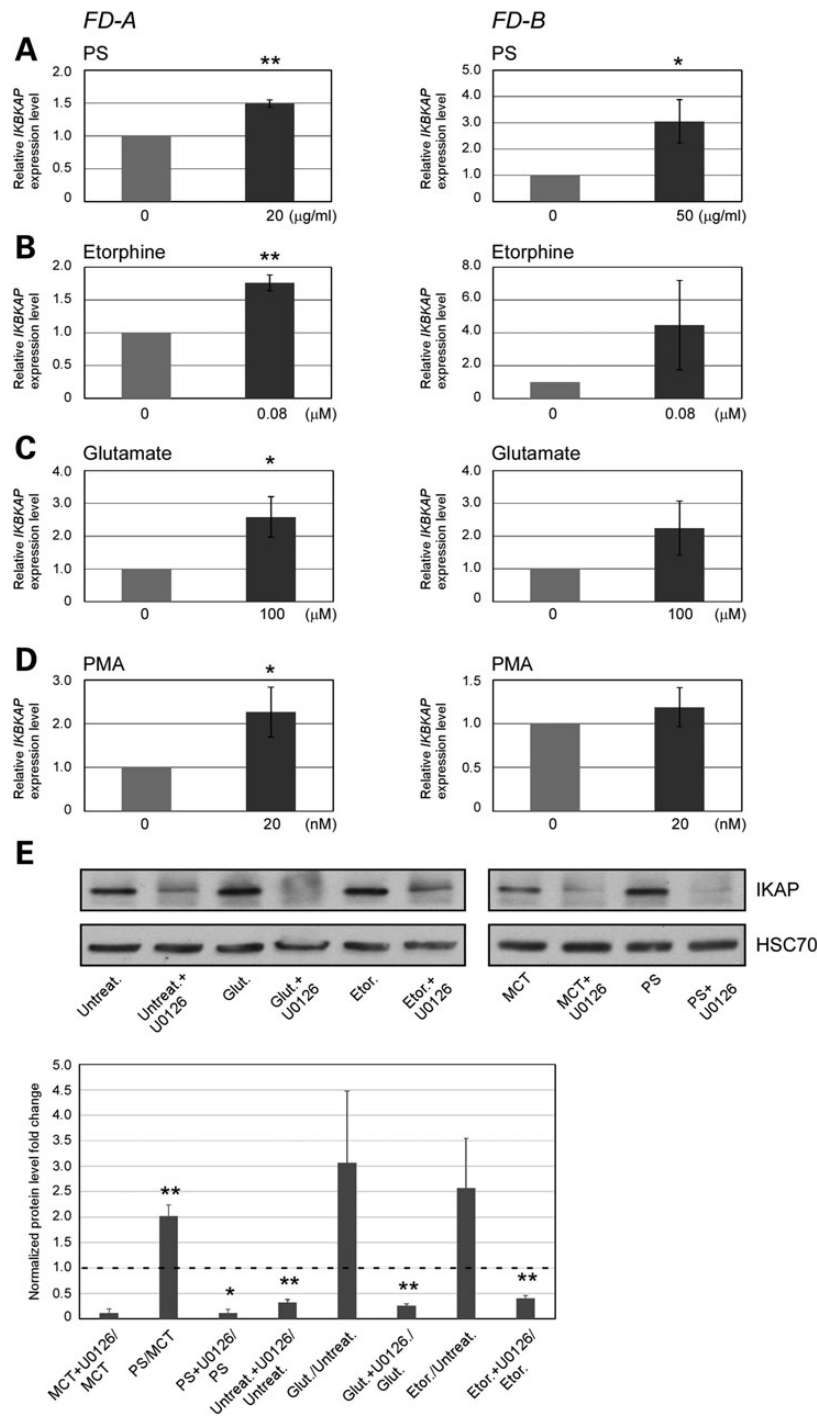 FD-A
FD-B
A
PS
**
Relative IKBKAP
expression level
2.0
1.5
1.0
0.5
0
0
20 (µg/ml)
PS
*
Relative IKBKAP
expression level
5.0
4.0
3.0
2.0
1.0
0
0
50 (µg/ml)
B
Etorphine
**
Relative IKBKAP
expression level
2.0
1.5
1.0
0.5
0
0
0.08 (µM)
Etorphine
Relative IKBKAP
expression level
8.0
6.0
4.0
2.0
0
0
0.08 (µM)
C
Glutamate
*
Relative IKBKAP
expression level
4.0
3.0
2.0
1.0
0
0
100 (µM)
Glutamate
Relative IKBKAP
expression level
4.0
3.0
2.0
1.0
0
0
100 (µM)
D
PMA
*
Relative IKBKAP
expression level
3.0
2.0
1.0
0
0
20 (nM)
PMA
Relative IKBKAP
expression level
1.5
1.0
0.5
0
0
20 (nM)
E
IKAP
HSC70
Untreat.
Untreat.+
U0126
Glut.
Glut.+
U0126
Etor.
Etor.+
U0126
MCT
MCT+
U0126
PS
PS+
U0126
Normalized protein level fold change
5.0
4.5
4.0
3.5
3.0
2.5
2.0
1.5
1.0
0.5
0
**
*
**
**
**
MCT+U0126/
MCT
PS/MCT
PS+U0126/
PS
Untreat.+U0126/
Untreat.
Glut./Untreat.
Glut.+U0126./
Glut.
Etor./Untreat.
Etor.+U0126/
Etor.